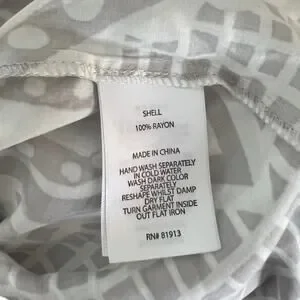 SHELL
100% RAYON
MADE IN CHINA
HAND WASH SEPARATELY
IN COLD WATER
WASH DARK COLOR
SEPARATELY
RESHAPE WHILST DAMP
DRY FLAT
TURN GARMENT INSIDE
OUT FLAT IRON
RN# 81913